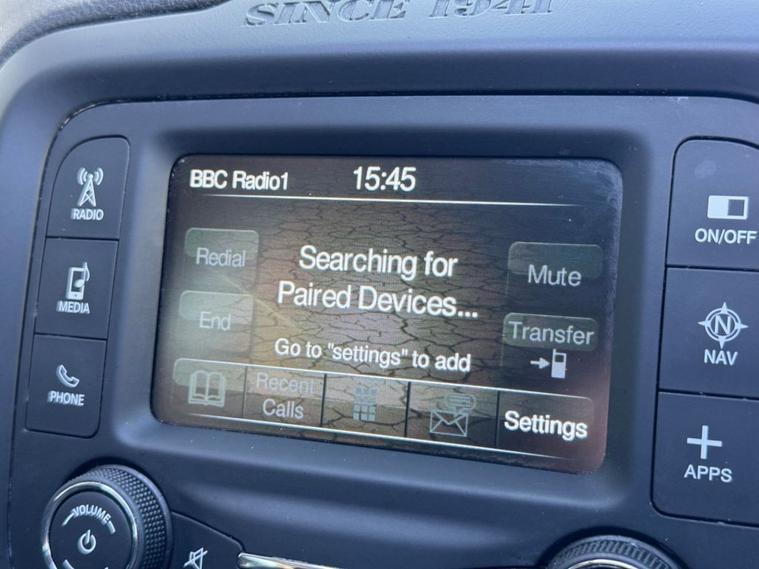 SINCE 1941
BBC Radio1 15:45
RADIO
MEDIA
PHONE
Redial
End
Searching for
Paired Devices...
Go to "settings" to add
Mute
Transfer
Recent
Calls
Settings
ON/OFF
N
NAV
APPS
VOLUME